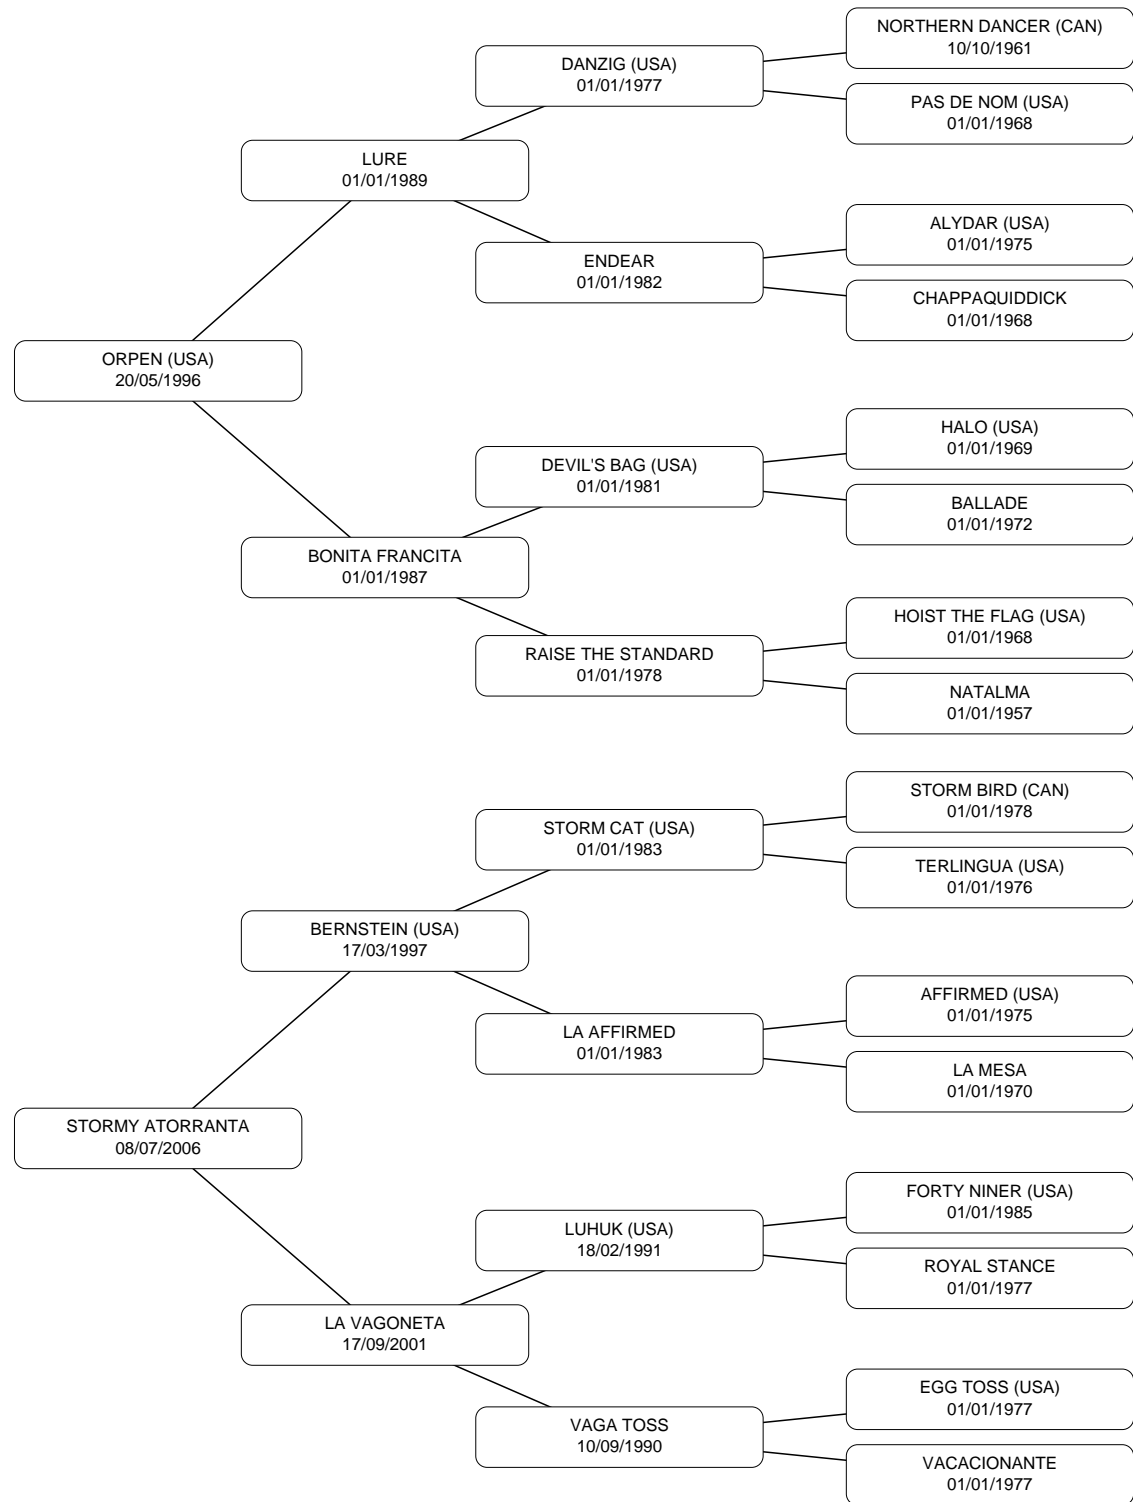 NORTHERN DANCER (CAN)
10/10/1961
DANZIG (USA)
01/01/1977
PAS DE NOM (USA)
01/01/1968
LURE
01/01/1989
ALYDAR (USA)
01/01/1975
ENDEAR
01/01/1982
CHAPPAQUIDDICK
01/01/1968
ORPEN (USA)
20/05/1996
HALO (USA)
01/01/1969
DEVIL'S BAG (USA)
01/01/1981
BALLADE
01/01/1972
BONITA FRANCITA
01/01/1987
HOIST THE FLAG (USA)
01/01/1968
RAISE THE STANDARD
01/01/1978
NATALMA
01/01/1957
STORM BIRD (CAN)
01/01/1978
STORM CAT (USA)
01/01/1983
TERLINGUA (USA)
01/01/1976
BERNSTEIN (USA)
17/03/1997
AFFIRMED (USA)
01/01/1975
LA AFFIRMED
01/01/1983
LA MESA
01/01/1970
STORMY ATORRANTA
08/07/2006
FORTY NINER (USA)
01/01/1985
LUHUK (USA)
18/02/1991
ROYAL STANCE
01/01/1977
LA VAGONETA
17/09/2001
EGG TOSS (USA)
01/01/1977
VAGA TOSS
10/09/1990
VACACIONANTE
01/01/1977